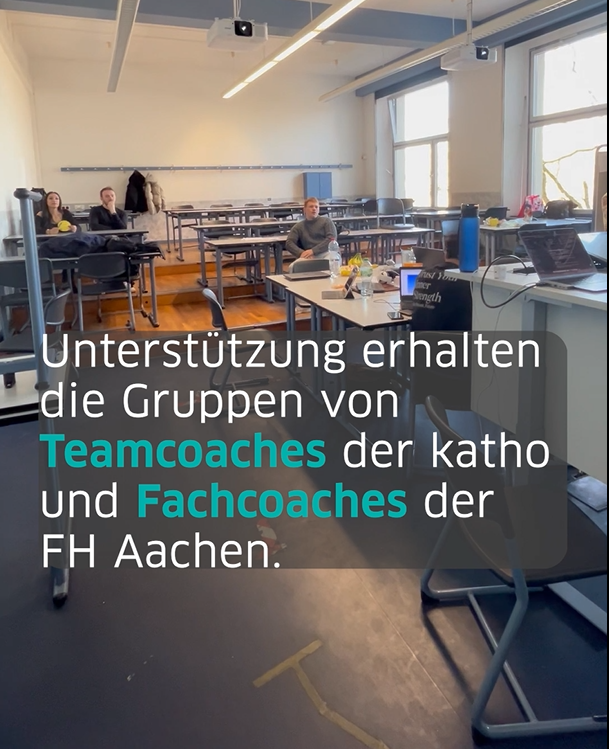 Unterstützung erhalten
die Gruppen von
Teamcoaches der katho
und Fachcoaches der
FH Aachen.